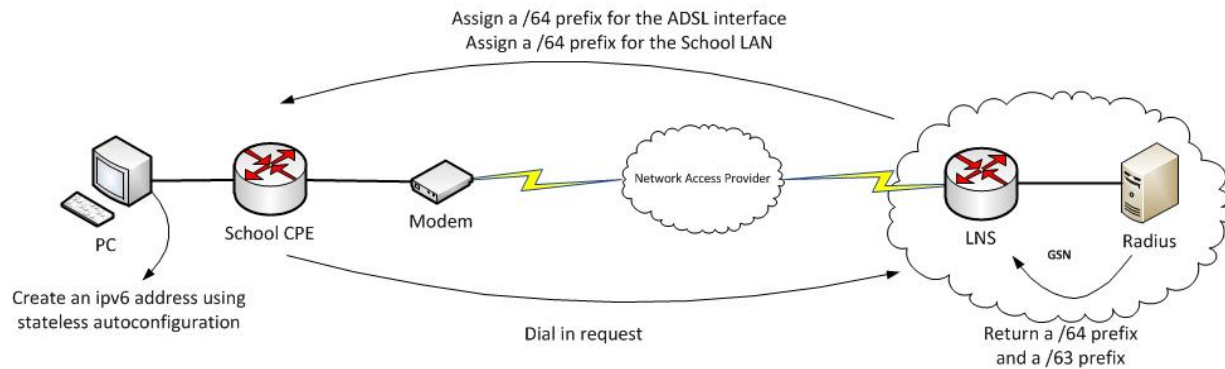 Assign a /64 prefix for the ADSL interface
Assign a /64 prefix for the School LAN
Network Access Provider
PC
School CPE
Modem
LNS
Radius
GSN
Create an ipv6 address using
stateless autoconfiguration
Dial in request
Return a /64 prefix
and a /63 prefix